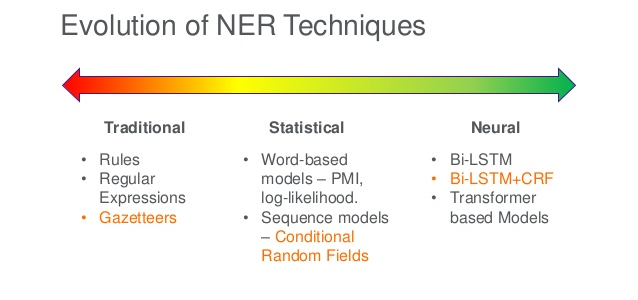 Evolution of NER Techniques
Traditional
• Rules
• Regular
Expressions
• Gazetteers
Statistical
• Word-based
models – PMI,
log-likelihood.
• Sequence models
– Conditional
Random Fields
Neural
• Bi-LSTM
• Bi-LSTM+CRF
• Transformer
based Models